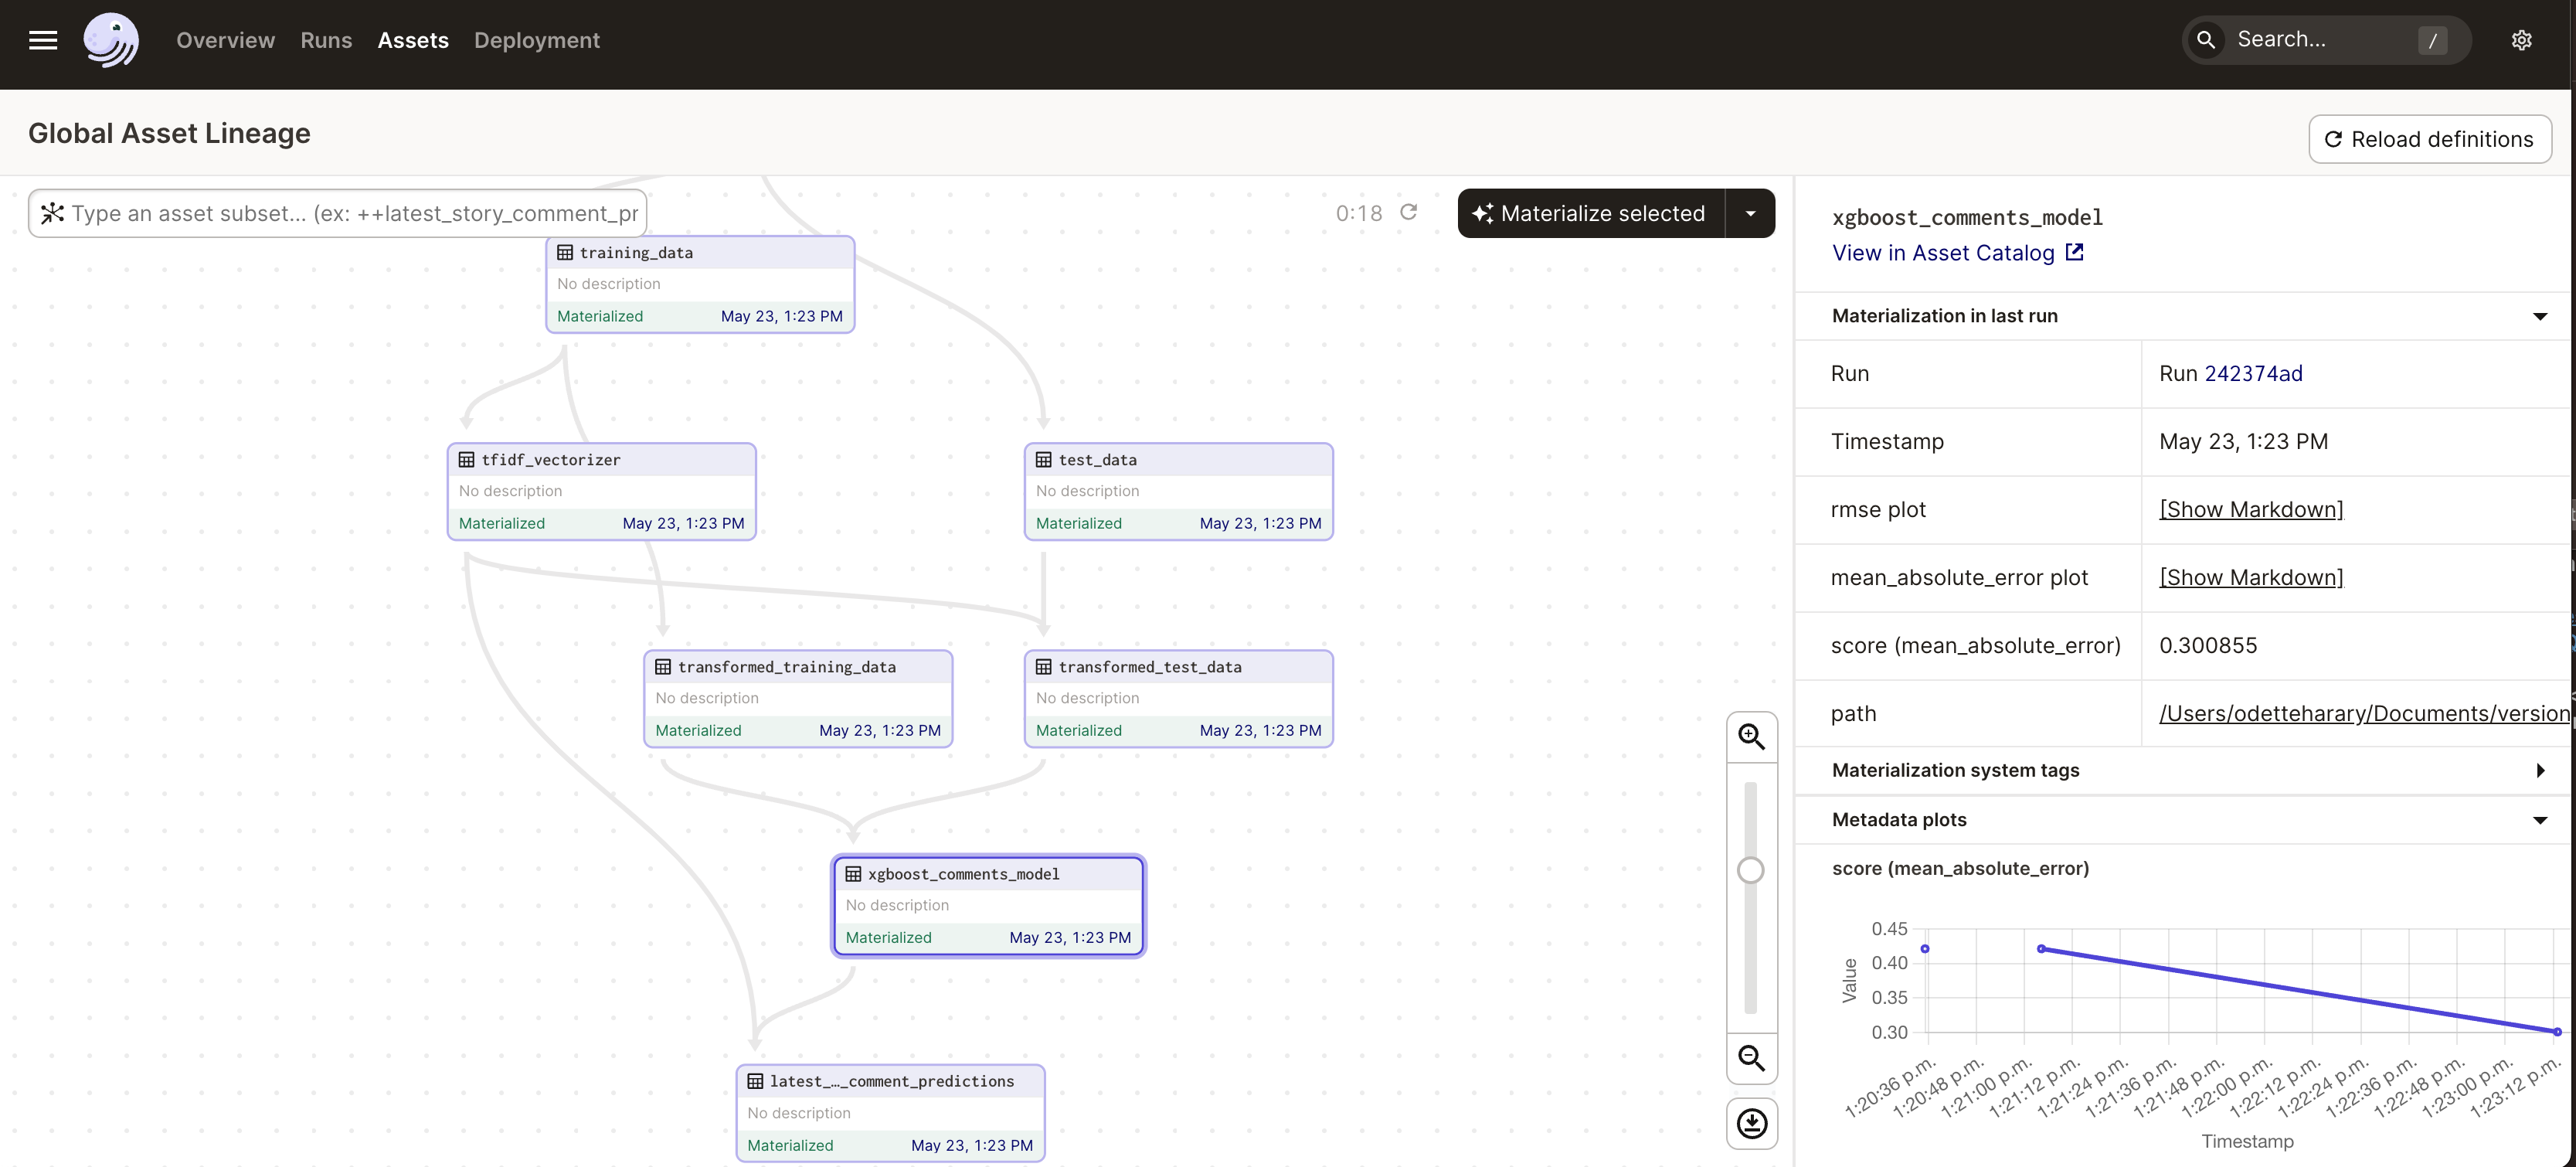 Overview Runs Assets Deployment
Search... /
Global Asset Lineage
Reload definitions
Type an asset subset... (ex: ++latest_story_comment_pr
0:18
Materialize selected
training_data
No description
Materialized May 23, 1:23 PM
tfidf_vectorizer
No description
Materialized May 23, 1:23 PM
test_data
No description
Materialized May 23, 1:23 PM
transformed_training_data
No description
Materialized May 23, 1:23 PM
transformed_test_data
No description
Materialized May 23, 1:23 PM
xgboost_comments_model
No description
Materialized May 23, 1:23 PM
latest_..._comment_predictions
No description
Materialized May 23, 1:23 PM
xgboost_comments_model
View in Asset Catalog
Materialization in last run
Run Run 242374ad
Timestamp May 23, 1:23 PM
rmse plot [Show Markdown]
mean_absolute_error plot [Show Markdown]
score (mean_absolute_error) 0.300855
path /Users/odetteharary/Documents/version
Materialization system tags
Metadata plots
score (mean_absolute_error)
Value
0.45
0.40
0.35
0.30
1:20:36 p.m.
1:20:48 p.m.
1:21:00 p.m.
1:21:12 p.m.
1:21:24 p.m.
1:21:36 p.m.
1:21:48 p.m.
1:22:00 p.m.
1:22:12 p.m.
1:22:24 p.m.
1:22:36 p.m.
1:22:48 p.m.
1:23:00 p.m.
1:23:12 p.m.
Timestamp